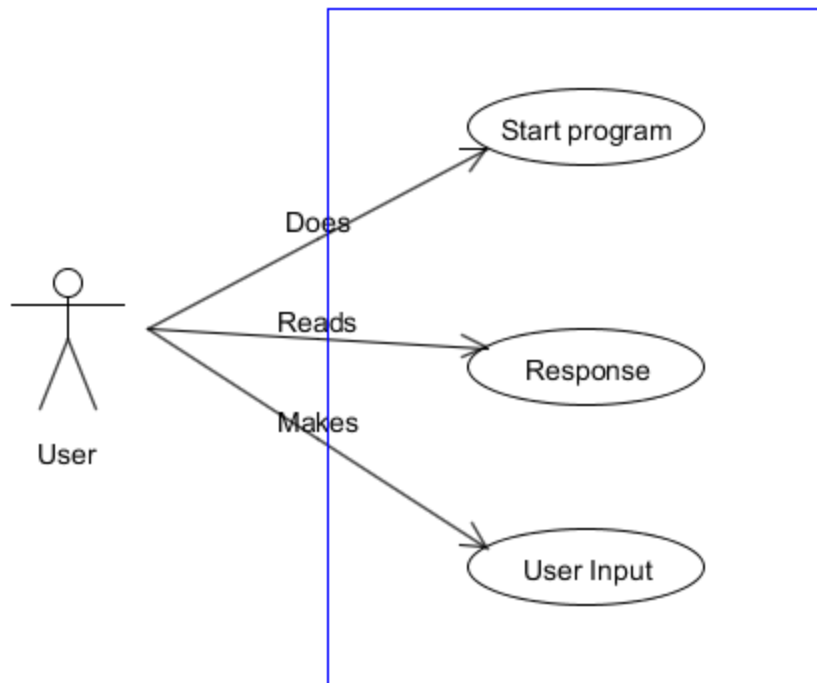 Start program
Does
Reads
Response
Makes
User
User Input